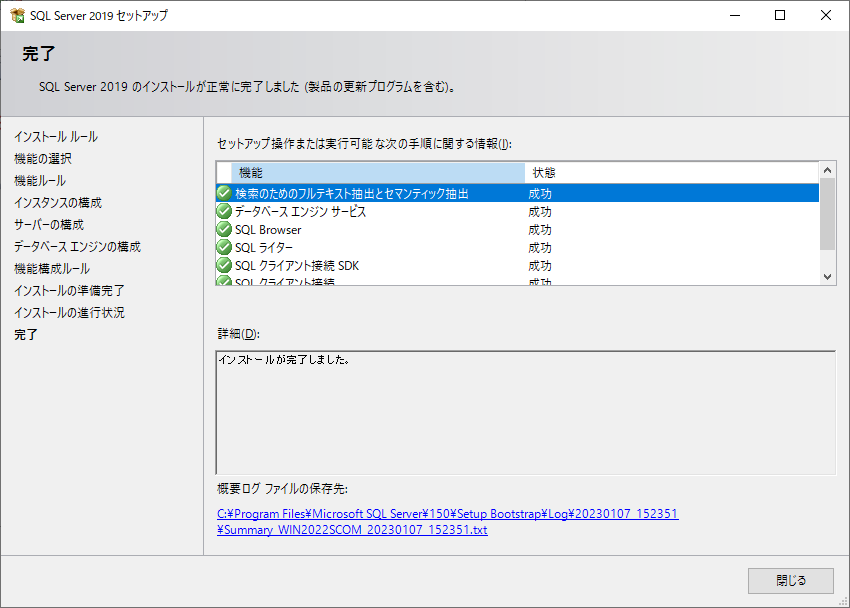 SQL Server 2019 セットアップ
完了
SQL Server 2019 のインストールが正常に完了しました (製品の更新プログラムを含む)。
インストール ルール
機能の選択
機能ルール
インスタンスの構成
サーバーの構成
データベース エンジンの構成
機能構成ルール
インストールの準備完了
インストールの進行状況
完了
セットアップ操作または実行可能な次の手順に関する情報(I):
機能 状態
検索のためのフルテキスト抽出とセマンティック抽出 成功
データベース エンジン サービス 成功
SQL Browser 成功
SQL ライター 成功
SQL クライアント接続 SDK 成功
SQL クライアント接続 成功
詳細(D):
インストールが完了しました。
概要ログ ファイルの保存先:
C:¥Program Files¥Microsoft SQL Server¥150¥Setup Bootstrap¥Log¥20230107_152351
¥Summary_WIN2022SCOM_20230107_152351.txt
閉じる